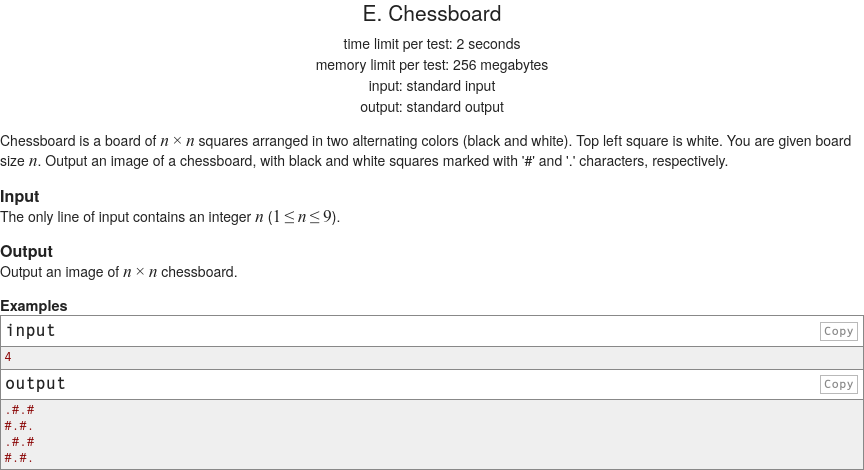 E. Chessboard
time limit per test: 2 seconds
memory limit per test: 256 megabytes
input: standard input
output: standard output
Chessboard is a board of n × n squares arranged in two alternating colors (black and white). Top left square is white. You are given board
size n. Output an image of a chessboard, with black and white squares marked with '#' and '.' characters, respectively.
Input
The only line of input contains an integer n (1 ≤ n ≤ 9).
Output
Output an image of n × n chessboard.
Examples
input Copy
4
output Copy
.#.#
#.#.
.#.#
#.#.